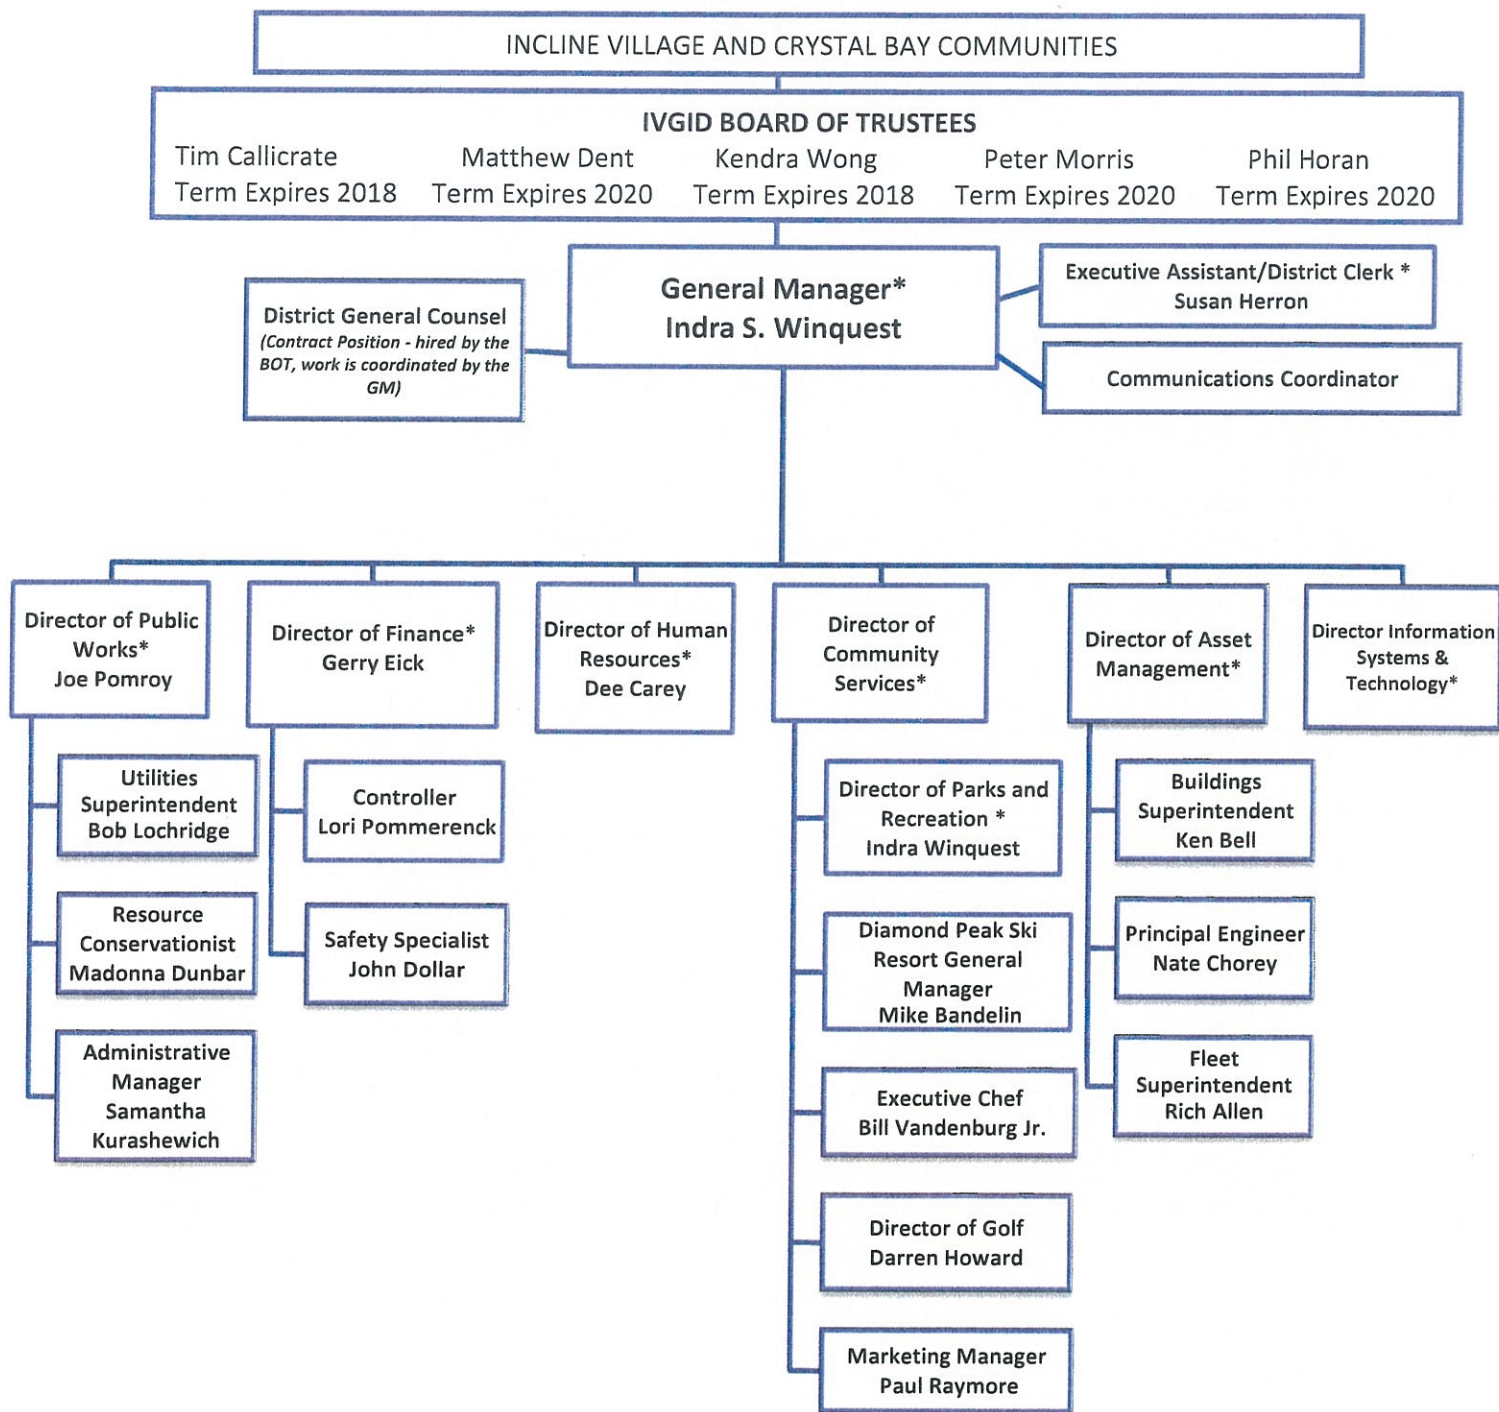 INCLINE VILLAGE AND CRYSTAL BAY COMMUNITIES
IVGID BOARD OF TRUSTEES
Tim Callicrate Matthew Dent Kendra Wong Peter Morris Phil Horan
Term Expires 2018 Term Expires 2020 Term Expires 2018 Term Expires 2020 Term Expires 2020
General Manager*
Indra S. Winquest
District General Counsel
(Contract Position - hired by the
BOT, work is coordinated by the
GM)
Executive Assistant/District Clerk *
Susan Herron
Communications Coordinator
Director of Public
Works*
Joe Pomroy
Utilities
Superintendent
Bob Lochridge
Resource
Conservationist
Madonna Dunbar
Administrative
Manager
Samantha
Kurashewich
Director of Finance*
Gerry Eick
Controller
Lori Pommerenck
Safety Specialist
John Dollar
Director of Human
Resources*
Dee Carey
Director of
Community
Services*
Director of Parks and
Recreation *
Indra Winquest
Diamond Peak Ski
Resort General
Manager
Mike Bandelin
Executive Chef
Bill Vandenburg Jr.
Director of Golf
Darren Howard
Marketing Manager
Paul Raymore
Director of Asset
Management*
Buildings
Superintendent
Ken Bell
Principal Engineer
Nate Chorey
Fleet
Superintendent
Rich Allen
Director Information
Systems &
Technology*